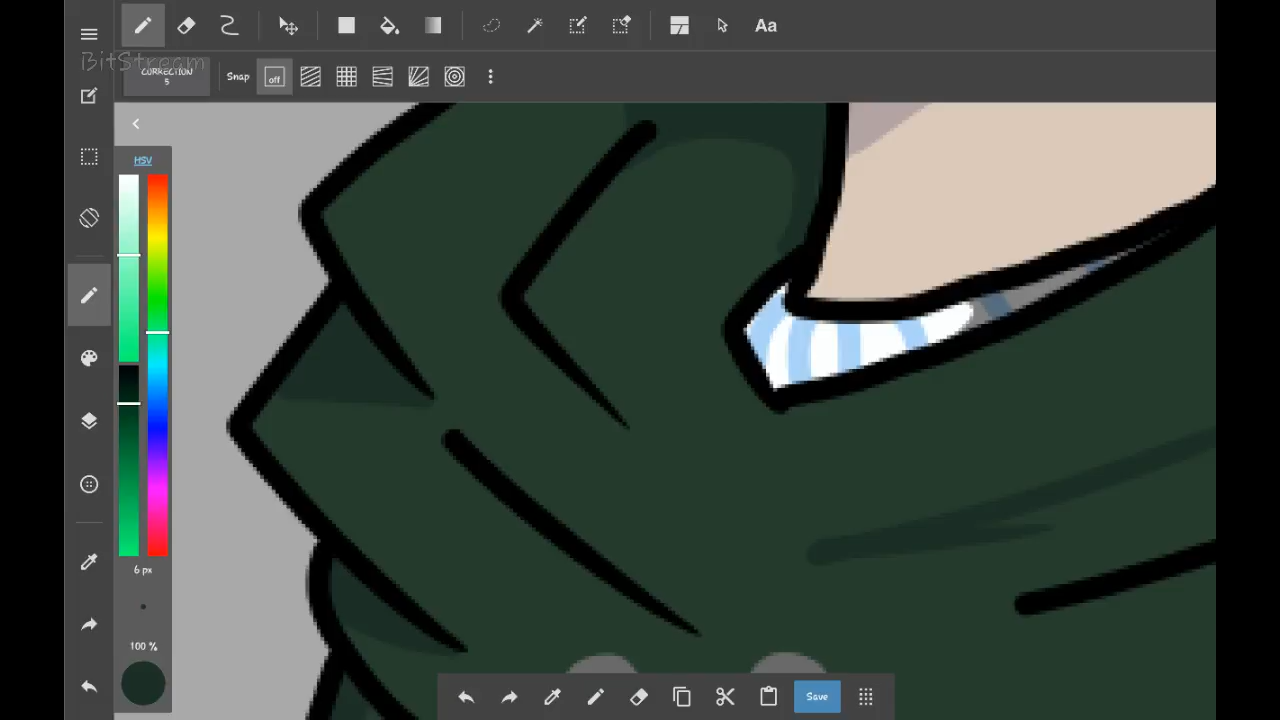 Aa
BitStream
CORRECTION
5
Snap
off
HSV
6 px
100 %
Save